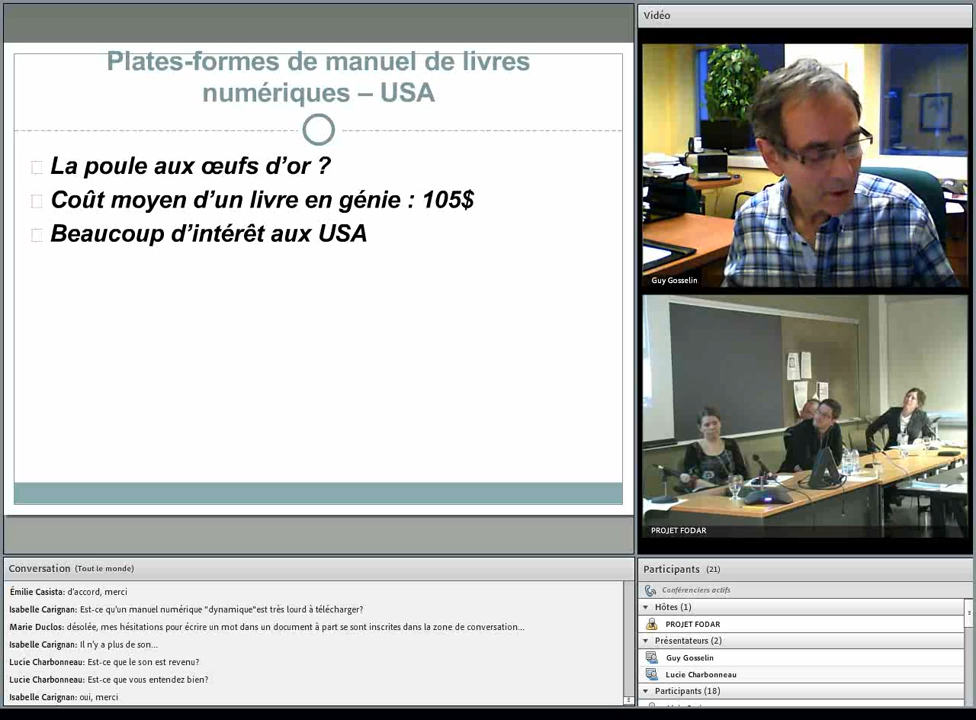 Plates-formes de manuel de livres
numériques – USA
La poule aux œufs d’or ?
Coût moyen d’un livre en génie : 105$
Beaucoup d’intérêt aux USA
Vidéo
Guy Gosselin
PROJET FODAR
Conversation (Tout le monde)
Émilie Casista: d'accord, merci
Isabelle Carignan: Est-ce qu'un manuel numérique "dynamique"est très lourd à télécharger?
Marie Duclos: désolée, mes hésitations pour écrire un mot dans un document à part se sont inscrites dans la zone de conversation...
Isabelle Carignan: Il n'y a plus de son...
Lucie Charbonneau: Est-ce que le son est revenu?
Lucie Charbonneau: Est-ce que vous entendez bien?
Isabelle Carignan: oui, merci
Participants (21)
Conférenciers actifs
Hôtes (1)
PROJET FODAR
Présentateurs (2)
Guy Gosselin
Lucie Charbonneau
Participants (18)